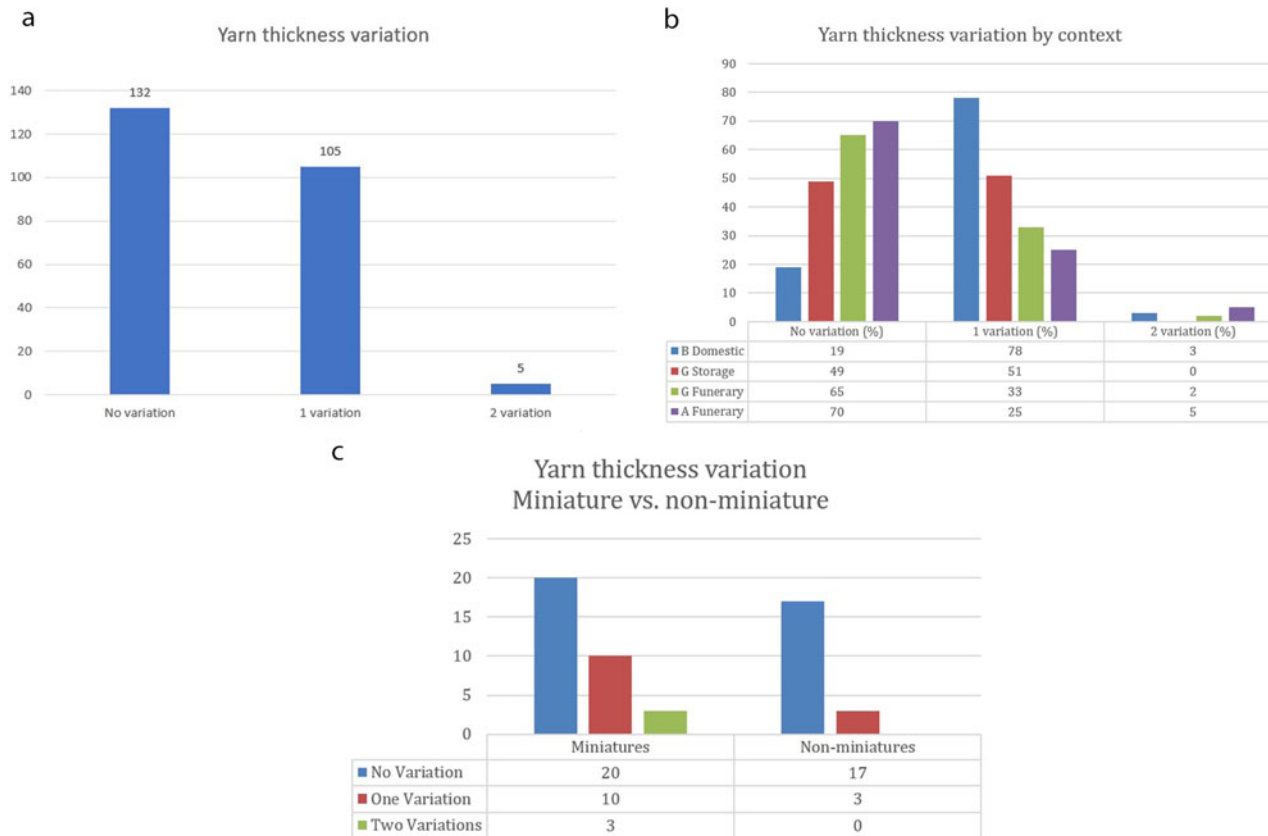 a
Yarn thickness variation
140
120
100
80
60
40
20
0
132
105
5
No variation
1 variation
2 variation
b
Yarn thickness variation by context
90
80
70
60
50
40
30
20
10
0
No variation (%) 1 variation (%) 2 variation (%)
B Domestic 19 78 3
G Storage 49 51 0
G Funerary 65 33 2
A Funerary 70 25 5
c
Yarn thickness variation
Miniature vs. non-miniature
25
20
15
10
5
0
Miniatures Non-miniatures
No Variation 20 17
One Variation 10 3
Two Variations 3 0